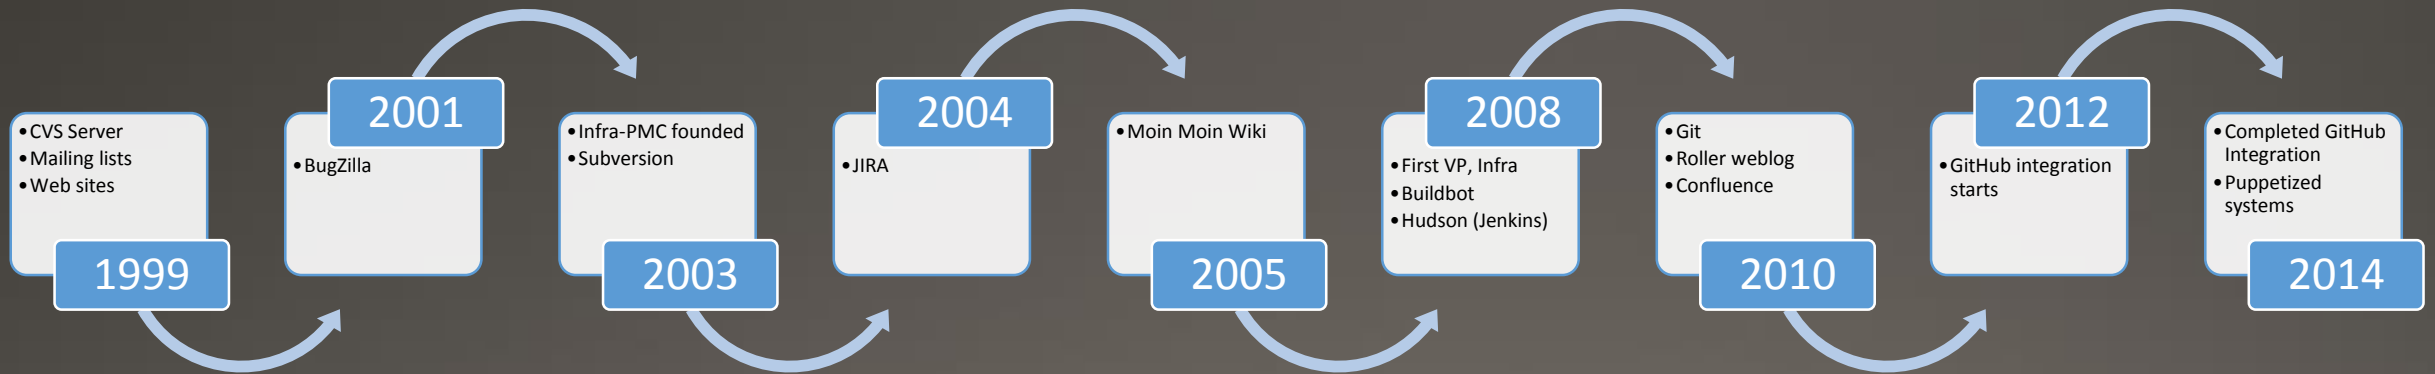 • CVS Server
• Mailing lists
• Web sites
1999
2001
• BugZilla
• Infra-PMC founded
• Subversion
2003
2004
• JIRA
• Moin Moin Wiki
2005
2008
• First VP, Infra
• Buildbot
• Hudson (Jenkins)
• Git
• Roller weblog
• Confluence
2010
2012
• GitHub integration
starts
• Completed GitHub
Integration
• Puppetized
systems
2014